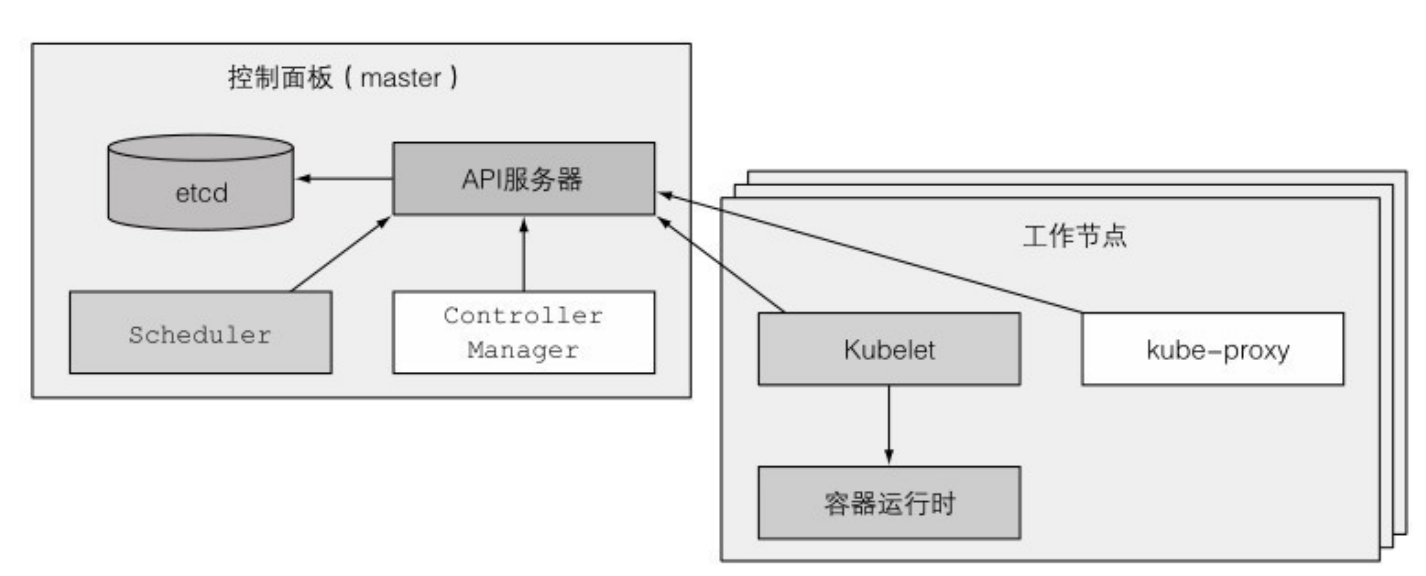 控制面板（master）
etcd
API服务器
Scheduler
Controller
Manager
工作节点
Kubelet
kube-proxy
容器运行时